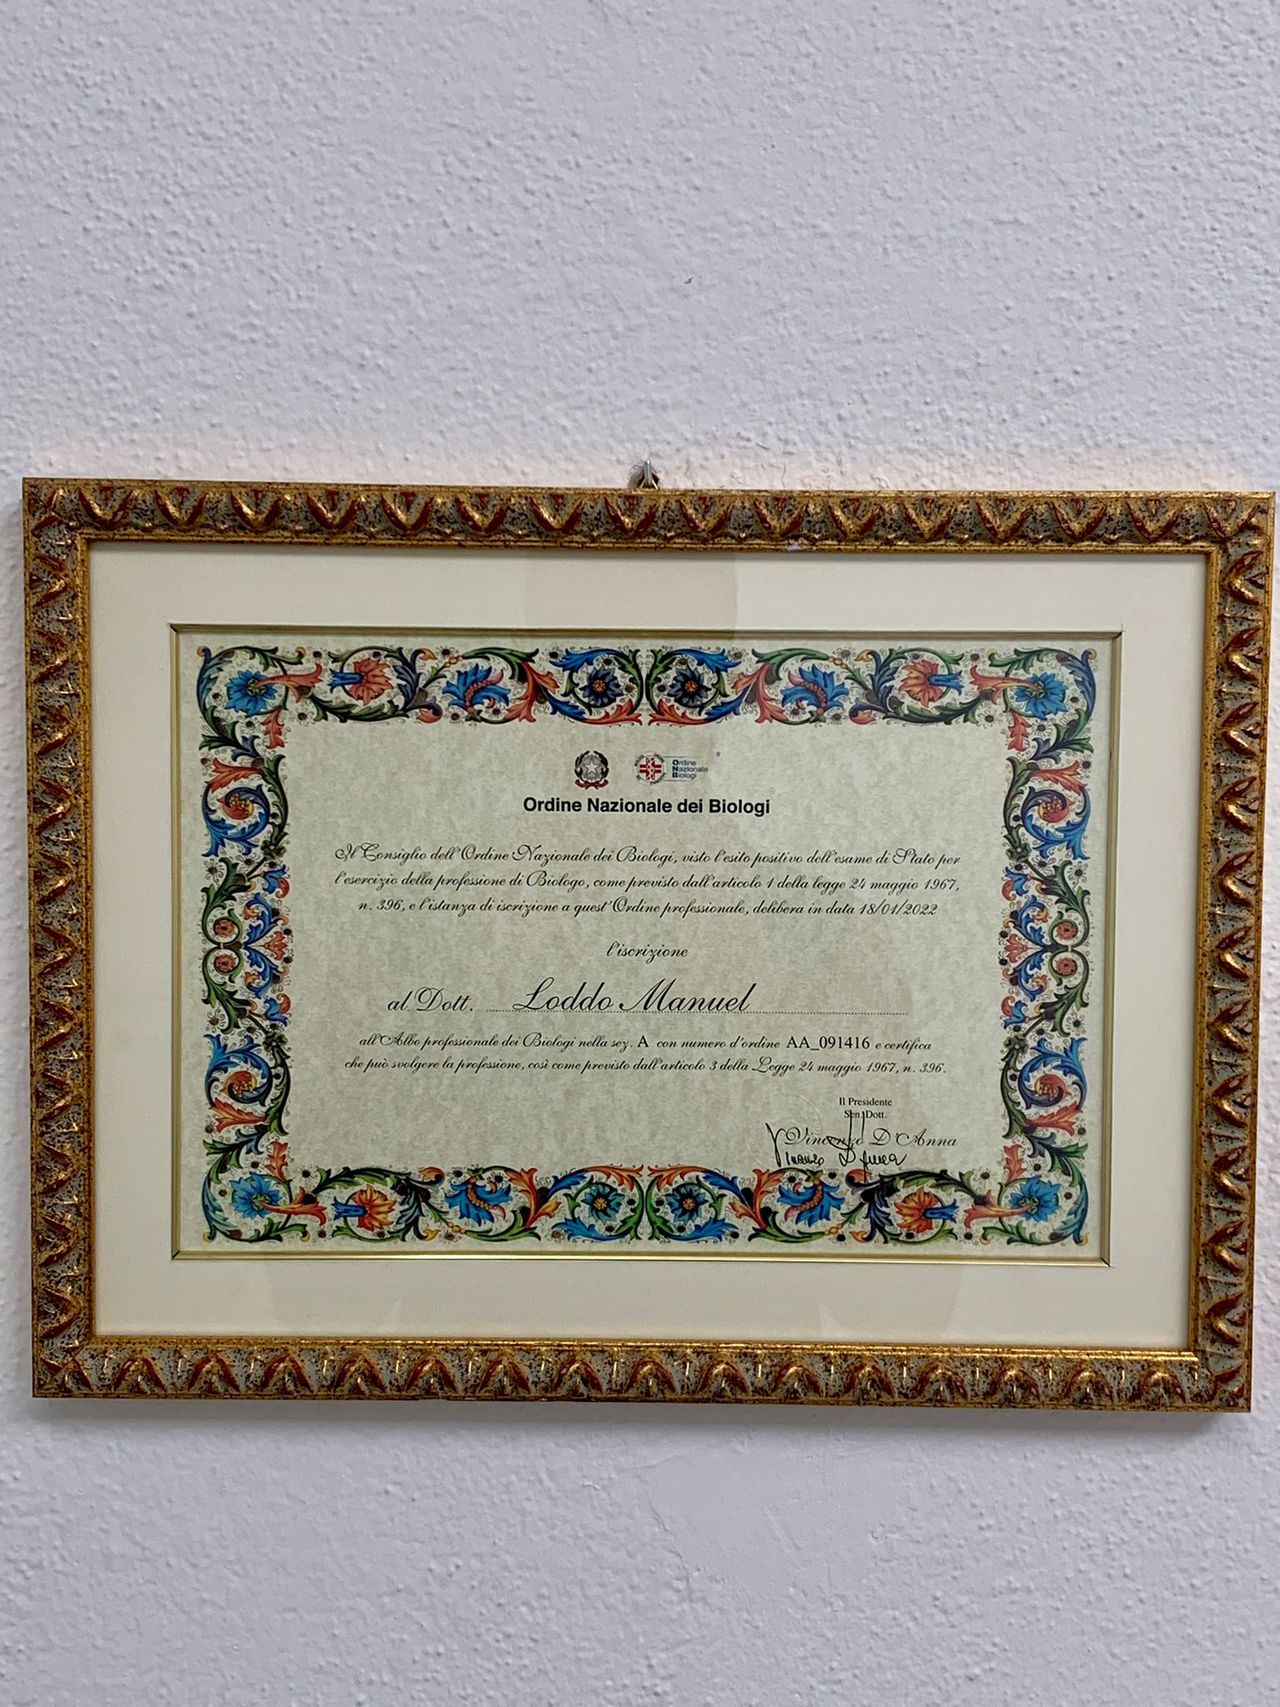 Ordine
Nazionale
Biologi
Ordine Nazionale dei Biologi
Il Consiglio dell'Ordine Nazionale dei Biologi, visto l'esito positivo dell'esame di Stato per
l'esercizio della professione di Biologo, come previsto dall'articolo 1 della legge 24 maggio 1967,
n. 396, e l'istanza di iscrizione a quest'Ordine professionale, delibera in data 18/01/2022
l'iscrizione
al Dott. Loddo Manuel
all'Albo professionale dei Biologi nella sez. A con numero d'ordine AA_091416 e certifica
che può svolgere la professione, così come previsto dall'articolo 3 della Legge 24 maggio 1967, n. 396.
Il Presidente
Sen. Dott.
Vincenzo D'Anna
Vincenzo D'Anna